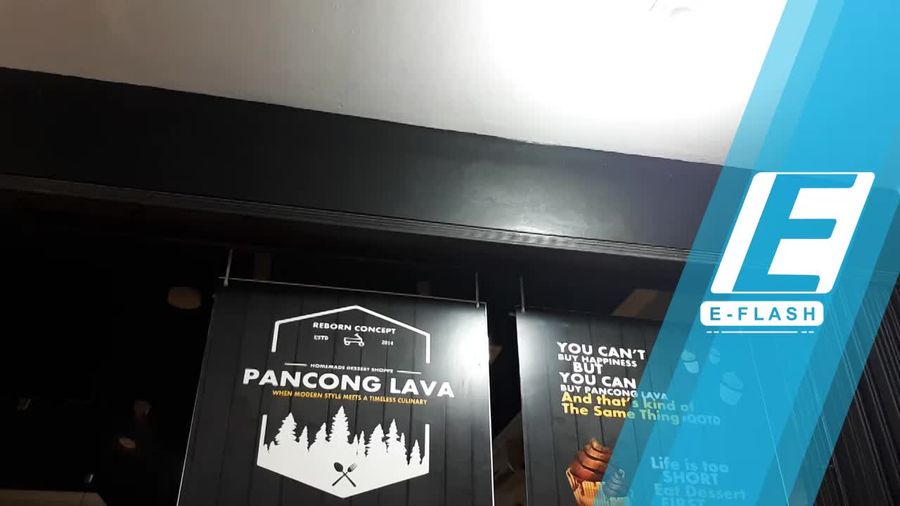 REBORN CONCEPT
ESTD 2014
HOMEMADE DESSERT SHOPPE
PANCONG LAVA
WHEN MODERN STYLE MEETS A TIMELESS CULINARY
YOU CAN'T
BUY HAPPINESS
BUT
YOU CAN
BUY PANCONG LAVA
And that's kind of
The Same Thing #QOTD
Life is too
SHORT
Eat Dessert
FIRST
E
E-FLASH